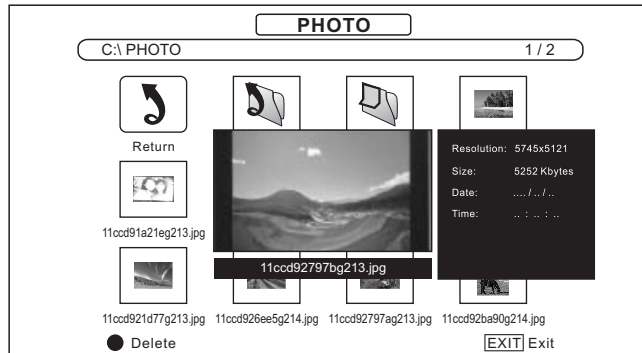 PHOTO
C:\ PHOTO 1 / 2
Return
Resolution: 5745x5121
Size: 5252 Kbytes
Date: .... / .. / ..
Time: .. : .. : ..
11ccd91a21eg213.jpg
11ccd92797bg213.jpg
11ccd921d77g213.jpg 11ccd926ee5g214.jpg 11ccd92797ag213.jpg 11ccd92ba90g214.jpg
Delete EXIT Exit